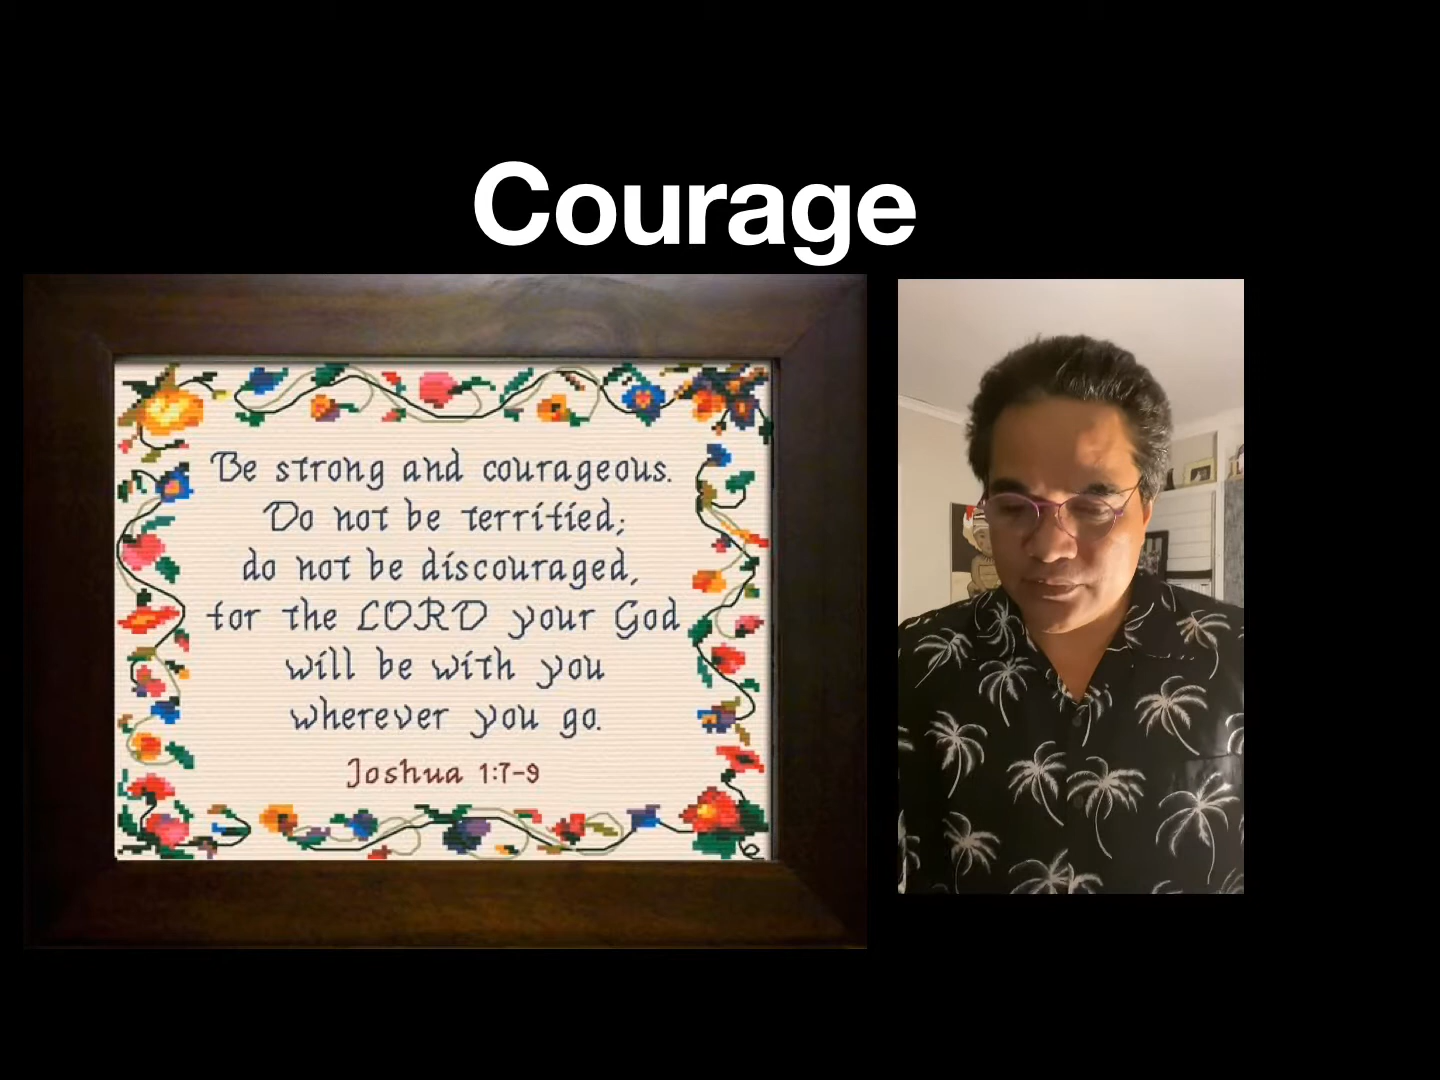 Courage
Be strong and courageous.
Do not be terrified;
do not be discouraged,
for the LORD your God
will be with you
wherever you go.
Joshua 1:7-9